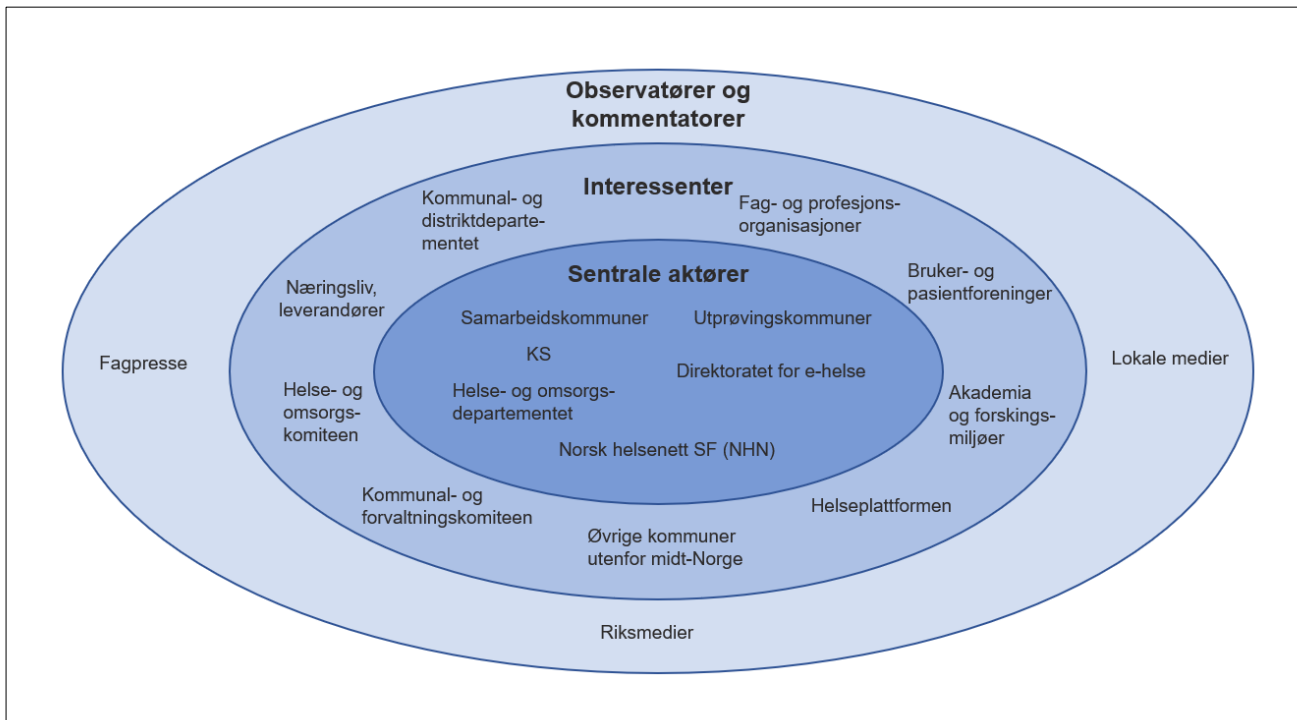 Observatører og
kommentatorer
Interessenter
Kommunal- og
distriktdeparte-
mentet
Fag- og profesjons-
organisasjoner
Sentrale aktører
Bruker- og
pasientforeninger
Næringsliv,
leverandører
Samarbeidskommuner
Utprøvingskommuner
KS
Fagpresse
Lokale medier
Direktoratet for e-helse
Helse- og
omsorgs-
komiteen
Helse- og omsorgs-
departementet
Akademia
og forskings-
miljøer
Norsk helsenett SF (NHN)
Kommunal- og
forvaltningskomiteen
Helseplattformen
Øvrige kommuner
utenfor midt-Norge
Riksmedier